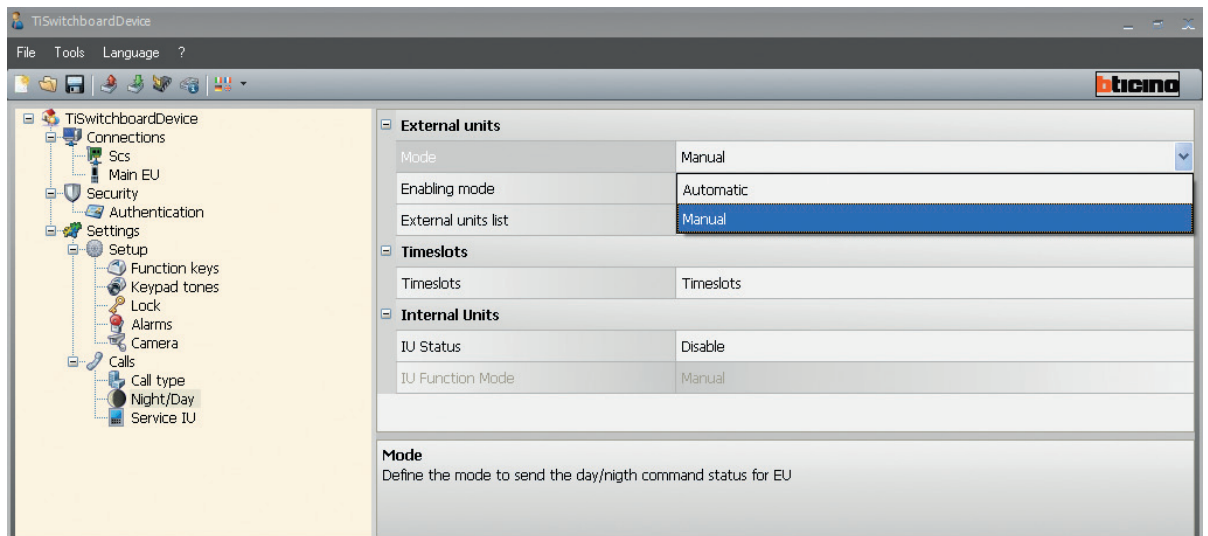 TiSwitchboardDevice
File Tools Language ?
bticino
TiSwitchboardDevice
Connections
Scs
Main EU
Security
Authentication
Settings
Setup
Function keys
Keypad tones
Lock
Alarms
Camera
Calls
Call type
Night/Day
Service IU
External units
Mode Manual
Enabling mode Automatic
External units list Manual
Timeslots
Timeslots Timeslots
Internal Units
IU Status Disable
IU Function Mode Manual
Mode
Define the mode to send the day/nigth command status for EU